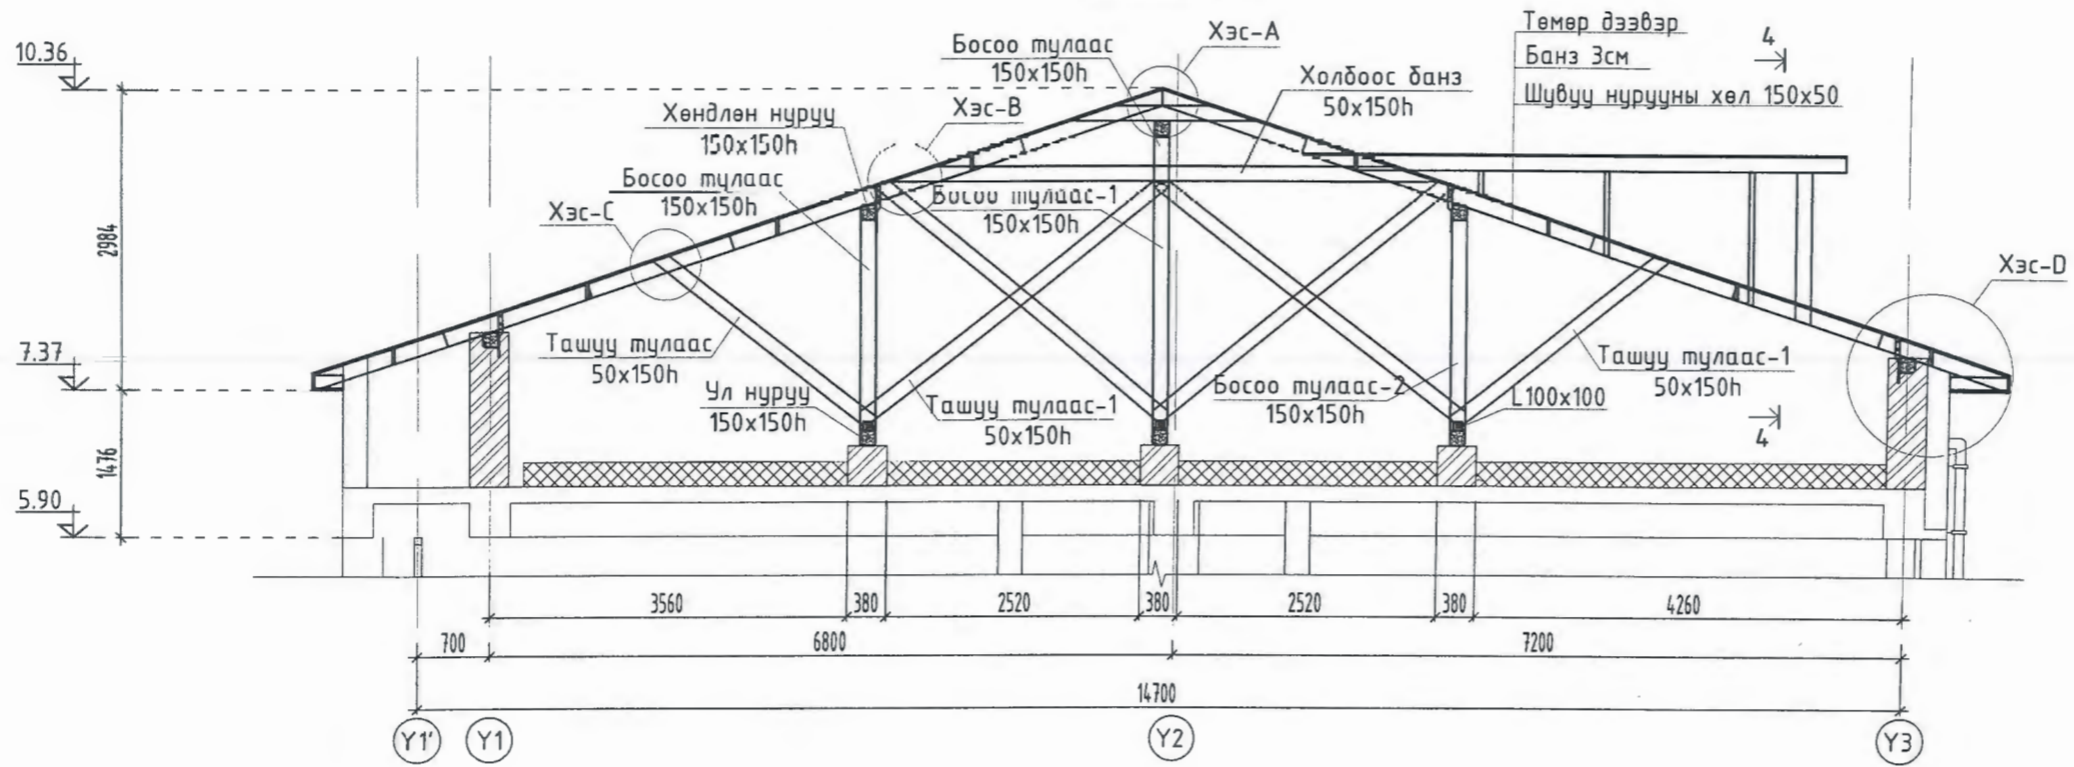 10.36
7.37
5.90
2984
1476
Босоо тулаас
150x150h
Хэс-А
Хөндлөн нуруу
150x150h
Хэс-В
Холбоос банз
50x150h
Төмөр дээвэр
Банз 3см
Шувуу нурууны хөл 150x50
4
Босоо тулаас
150x150h
Хэс-С
Босоо тулаас-1
150x150h
Хэс-D
Ташуу тулаас
50x150h
Ул нуруу
150x150h
Ташуу тулаас-1
50x150h
Босоо тулаас-2
150x150h
L100x100
Ташуу тулаас-1
50x150h
4
3560
380
2520
380
2520
380
4260
700
6800
7200
14700
Y1'
Y1
Y2
Y3